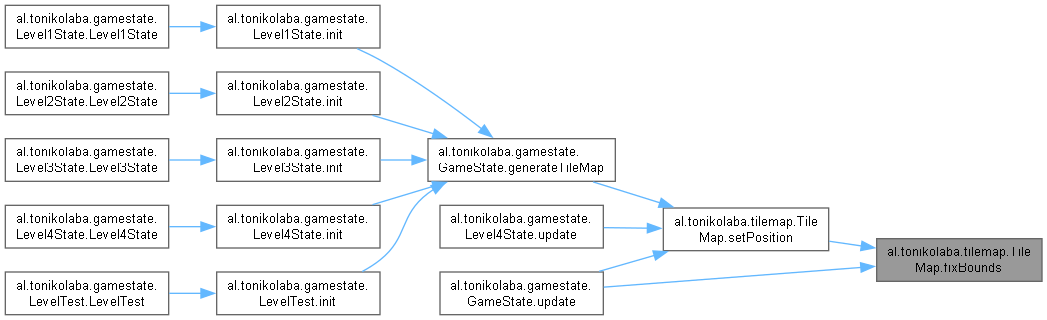 al.tonikolaba.gamestate.
Level1State.Level1State
al.tonikolaba.gamestate.
Level1State.init
al.tonikolaba.gamestate.
Level2State.Level2State
al.tonikolaba.gamestate.
Level2State.init
al.tonikolaba.gamestate.
Level3State.Level3State
al.tonikolaba.gamestate.
Level3State.init
al.tonikolaba.gamestate.
GameState.generateTileMap
al.tonikolaba.gamestate.
Level4State.Level4State
al.tonikolaba.gamestate.
Level4State.init
al.tonikolaba.gamestate.
Level4State.update
al.tonikolaba.tilemap.Tile
Map.setPosition
al.tonikolaba.tilemap.Tile
Map.fixBounds
al.tonikolaba.gamestate.
LevelTest.LevelTest
al.tonikolaba.gamestate.
LevelTest.init
al.tonikolaba.gamestate.
GameState.update